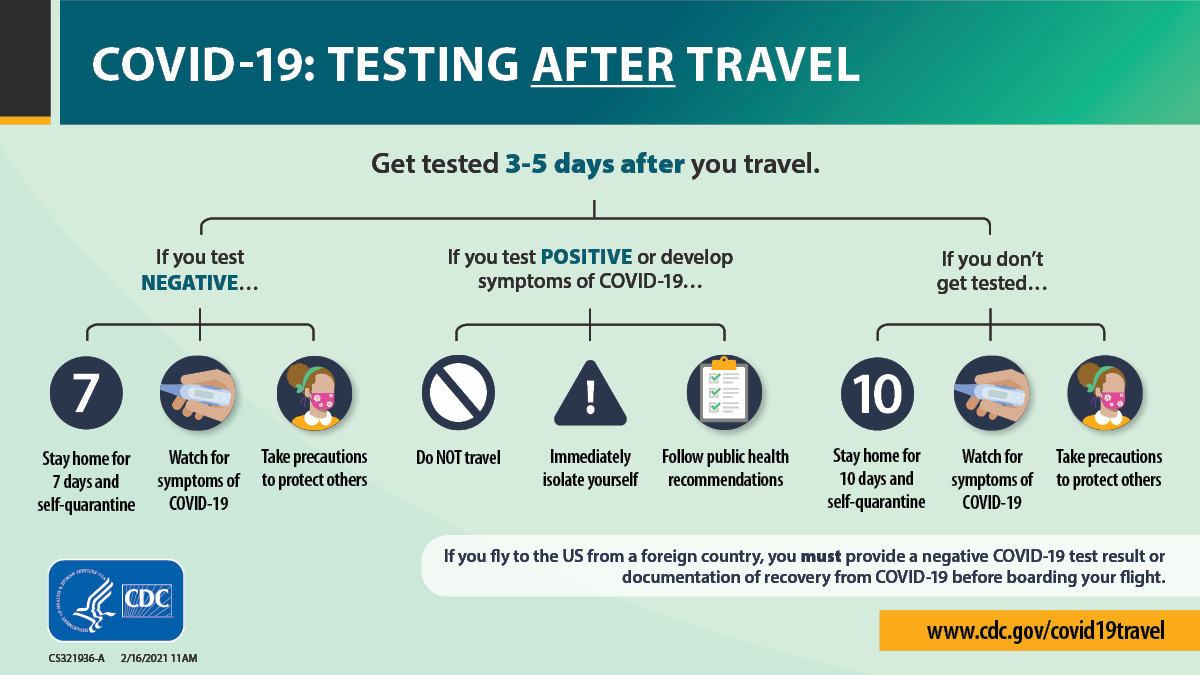 COVID-19: TESTING AFTER TRAVEL
Get tested 3-5 days after you travel.
If you test
NEGATIVE...
If you test POSITIVE or develop
symptoms of COVID-19...
If you don't
get tested...
7
Stay home for
7 days and
self-quarantine
Watch for
symptoms of
COVID-19
Take precautions
to protect others
Do NOT travel
!
Immediately
isolate yourself
Follow public health
recommendations
10
Stay home for
10 days and
self-quarantine
Watch for
symptoms of
COVID-19
Take precautions
to protect others
If you fly to the US from a foreign country, you must provide a negative COVID-19 test result or
documentation of recovery from COVID-19 before boarding your flight.
CDC
www.cdc.gov/covid19travel
CS321936-A 2/16/2021 11AM